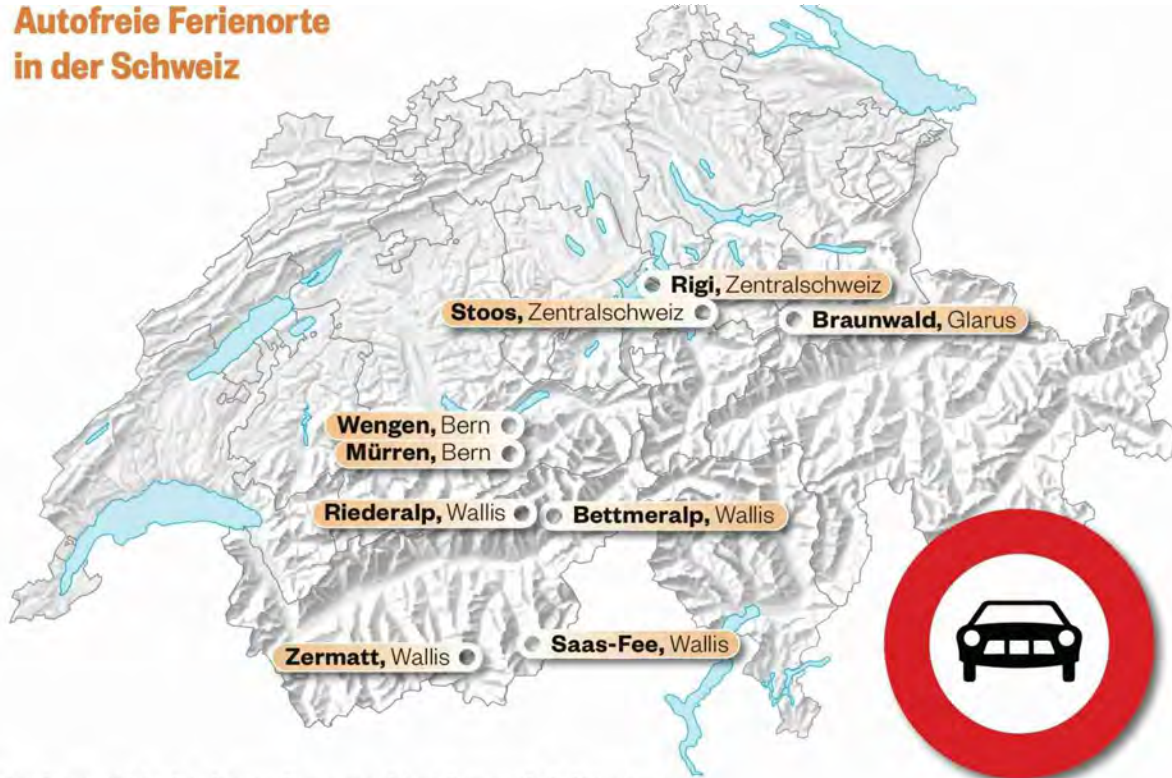 Autofreie Ferienorte
in der Schweiz
Rigi, Zentralschweiz
Stoos, Zentralschweiz
Braunwald, Glarus
Wengen, Bern
Mürren, Bern
Riederalp, Wallis
Bettmeralp, Wallis
Zermatt, Wallis
Saas-Fee, Wallis